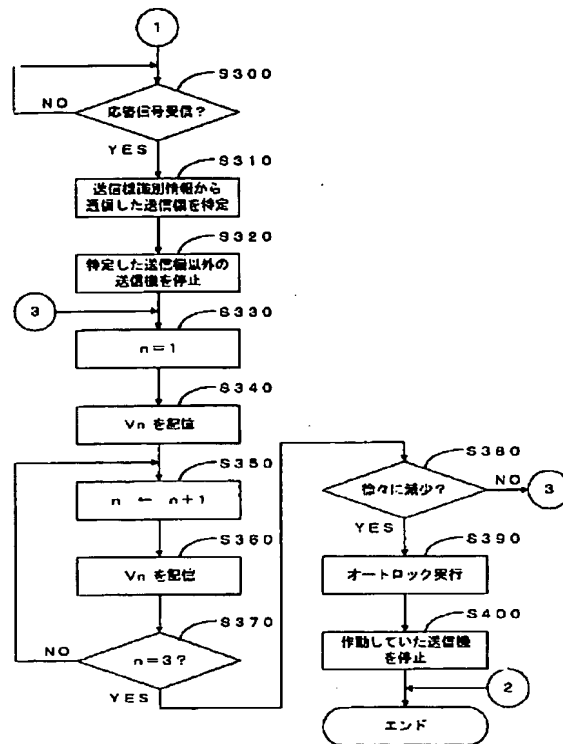 1
S300
応答信号受信?
NO
YES
S310
送信機識別情報から
返信した送信機を特定
S320
特定した送信機以外の
送信機を停止
3
S330
n=1
S340
Vn を記憶
S350
n ← n+1
S360
Vn を記憶
S370
n=3?
NO
YES
S380
徐々に減少?
NO
3
YES
S390
オートロック実行
S400
作動していた送信機
を停止
2
エンド